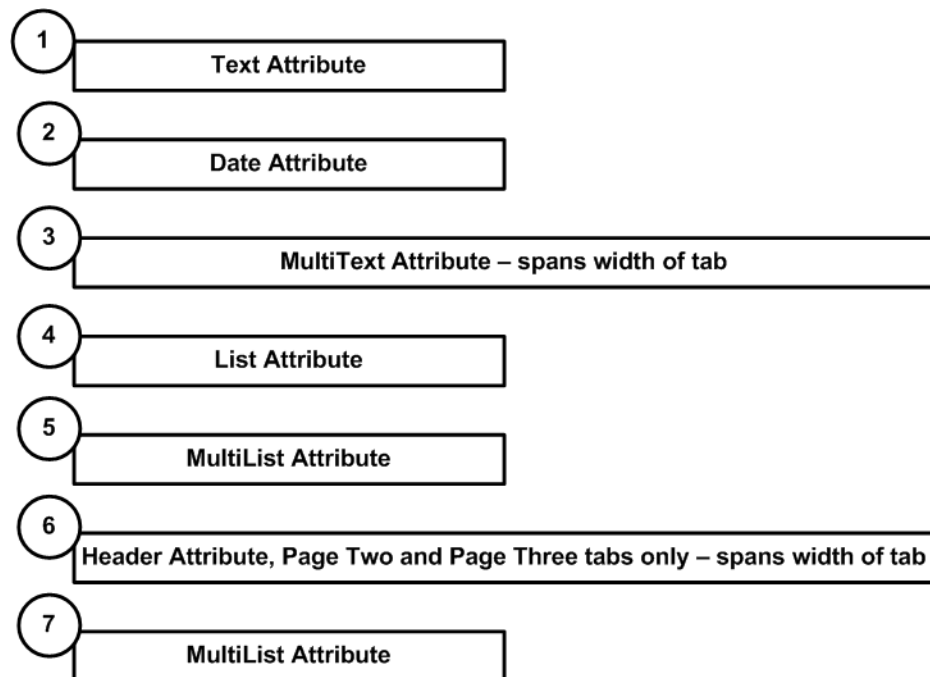 1
Text Attribute
2
Date Attribute
3
MultiText Attribute – spans width of tab
4
List Attribute
5
MultiList Attribute
6
Header Attribute, Page Two and Page Three tabs only – spans width of tab
7
MultiList Attribute